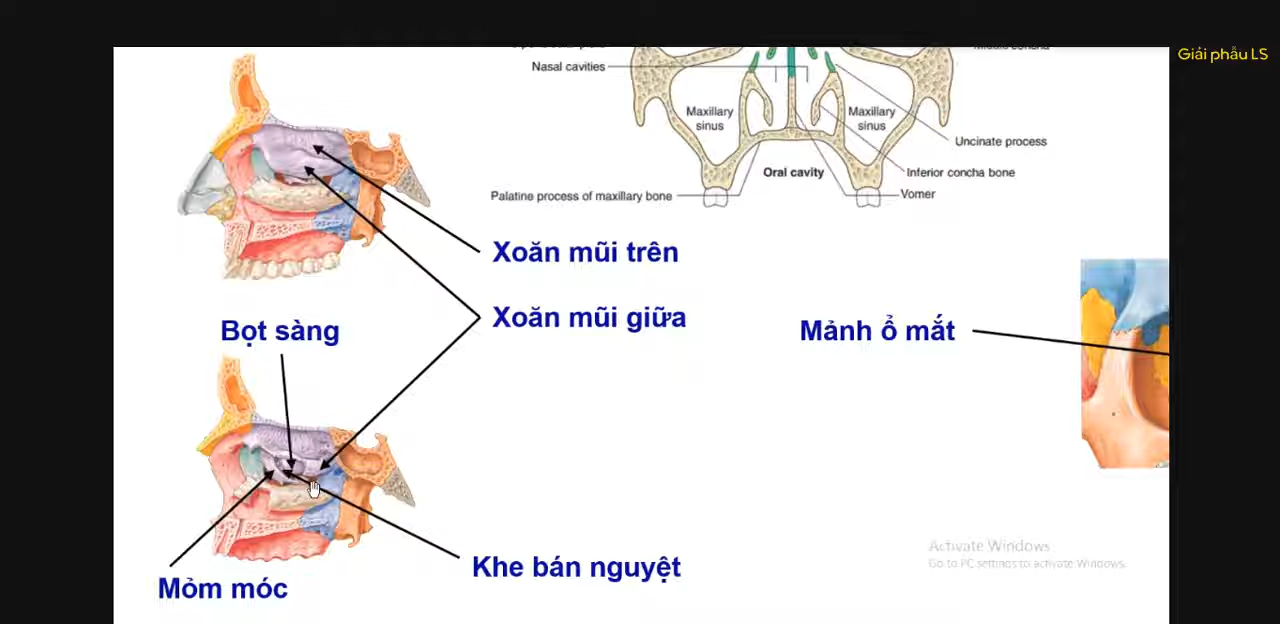 Giải phẫu LS
Nasal cavities
Maxillary
sinus
Maxillary
sinus
Uncinate process
Oral cavity
Inferior concha bone
Palatine process of maxillary bone
Vomer
Xoăn mũi trên
Xoăn mũi giữa
Bọt sàng
Mảnh ổ mắt
Khe bán nguyệt
Mỏm móc
Activate Windows
Go to PC settings to activate Windows.